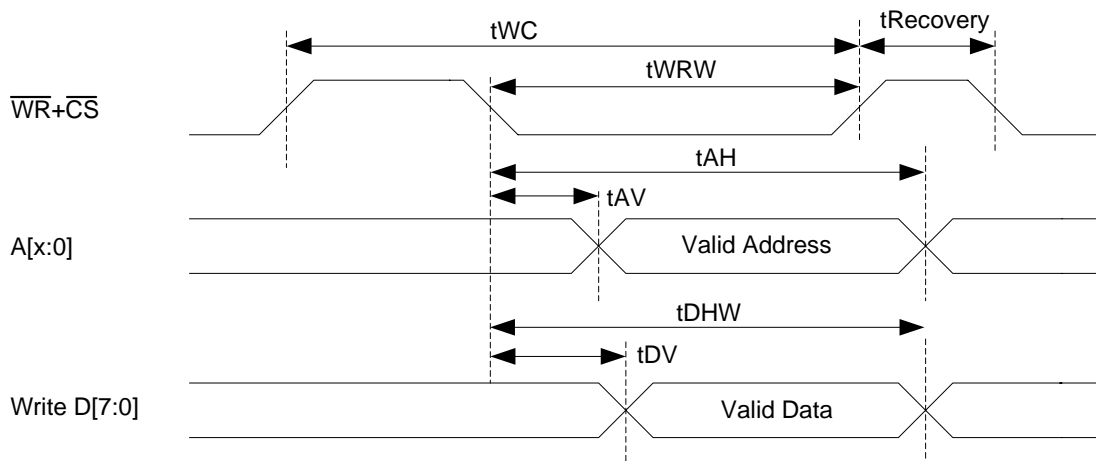 tWC
tRecovery
tWRW
WR+CS
tAH
tAV
A[x:0]
Valid Address
tDHW
tDV
Write D[7:0]
Valid Data